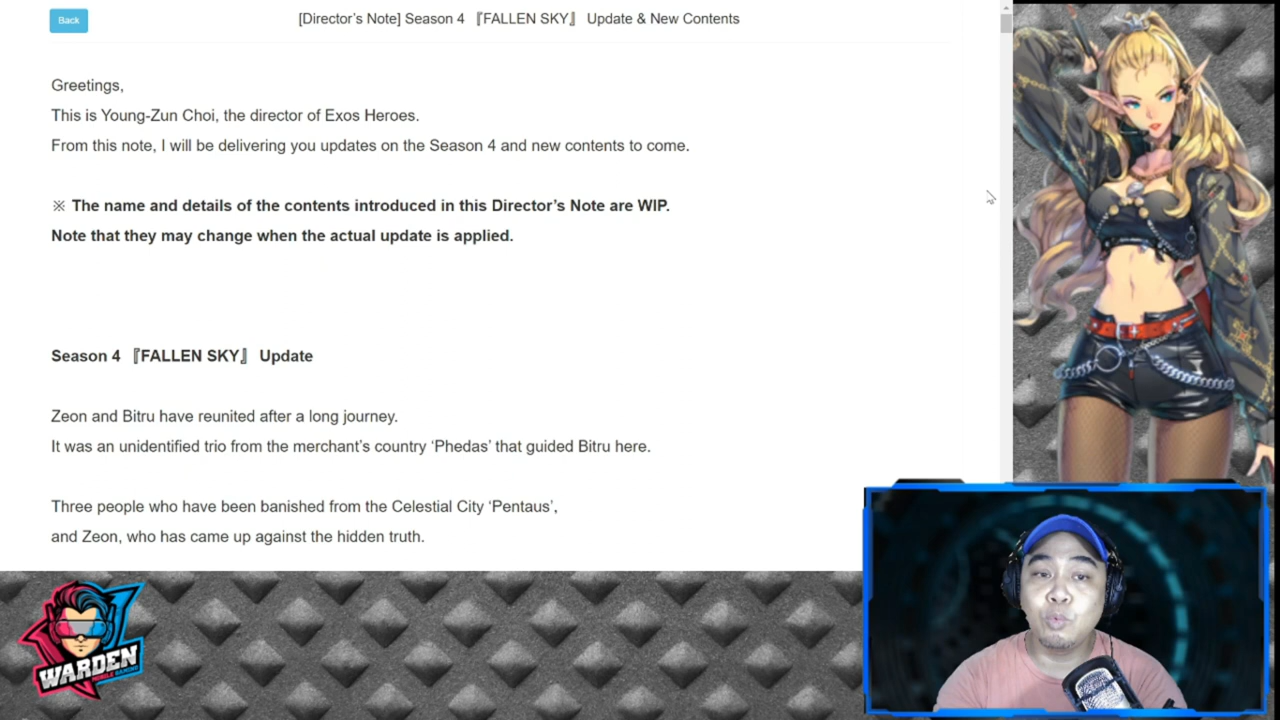 Back
[Director's Note] Season 4 『FALLEN SKY』 Update & New Contents
Greetings,
This is Young-Zun Choi, the director of Exos Heroes.
From this note, I will be delivering you updates on the Season 4 and new contents to come.
※ The name and details of the contents introduced in this Director's Note are WIP.
Note that they may change when the actual update is applied.
Season 4 『FALLEN SKY』 Update
Zeon and Bitru have reunited after a long journey.
It was an unidentified trio from the merchant's country 'Phedas' that guided Bitru here.
Three people who have been banished from the Celestial City 'Pentaus',
and Zeon, who has came up against the hidden truth.
WARDEN
MOBILE GAMING